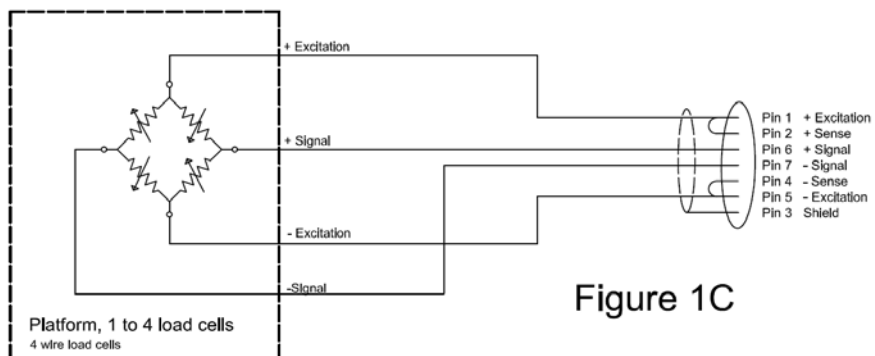 + Excitation
+ Signal
- Excitation
-Signal
Platform, 1 to 4 load cells
4 wire load cells
Pin 1 + Excitation
Pin 2 + Sense
Pin 6 + Signal
Pin 7 - Signal
Pin 4 - Sense
Pin 5 - Excitation
Pin 3 Shield
Figure 1C